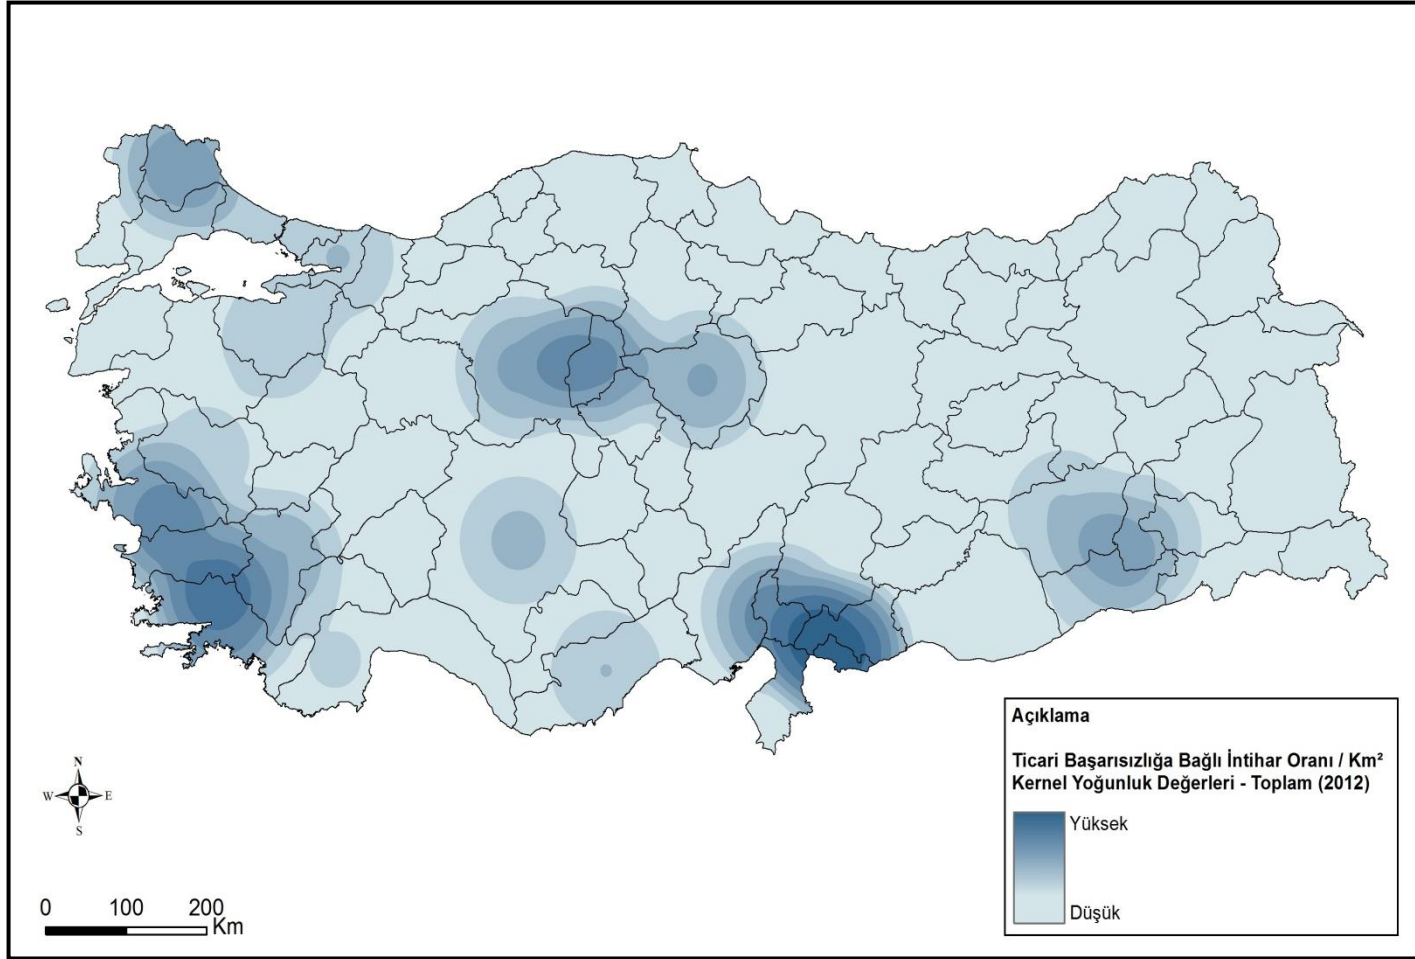 N
W E
S
0 100 200
Km
Açıklama
Ticari Başarısızlığa Bağlı İntihar Oranı / Km²
Kernel Yoğunluk Değerleri - Toplam (2012)
Yüksek
Düşük